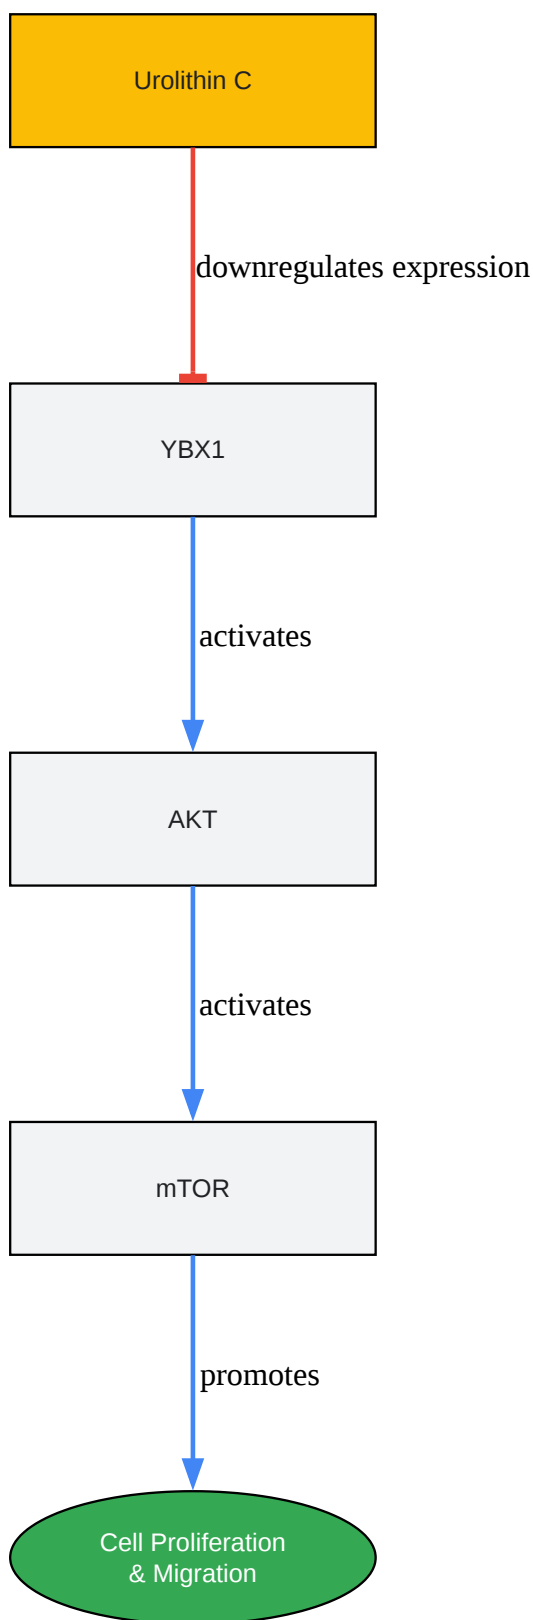 Urolithin C
downregulates expression
YBX1
activates
AKT
activates
mTOR
promotes
Cell Proliferation
& Migration